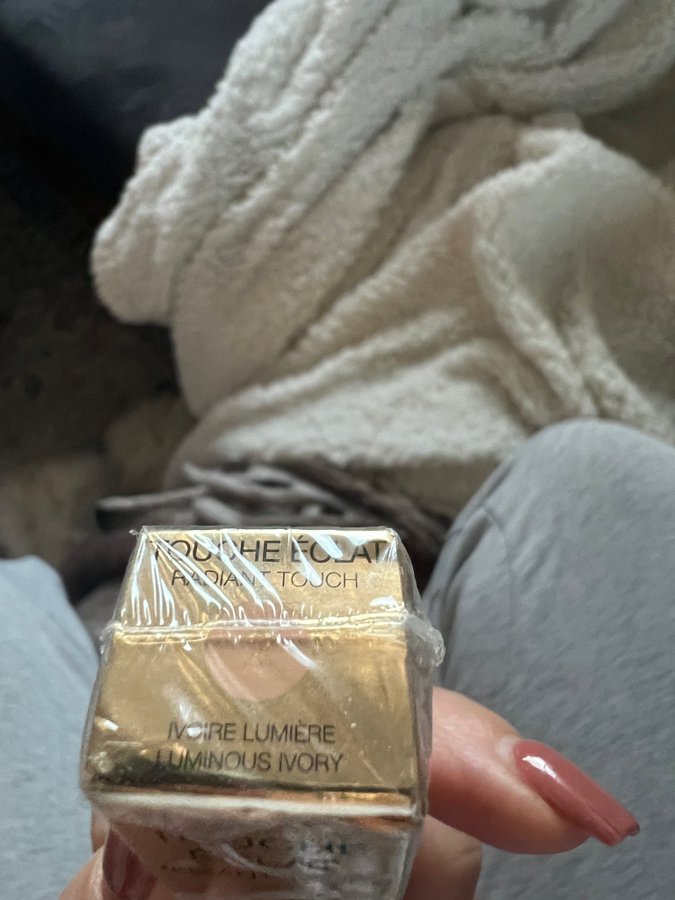 TOUCHE ÉCLAT
RADIANT TOUCH
IVOIRE LUMIÈRE
LUMINOUS IVORY